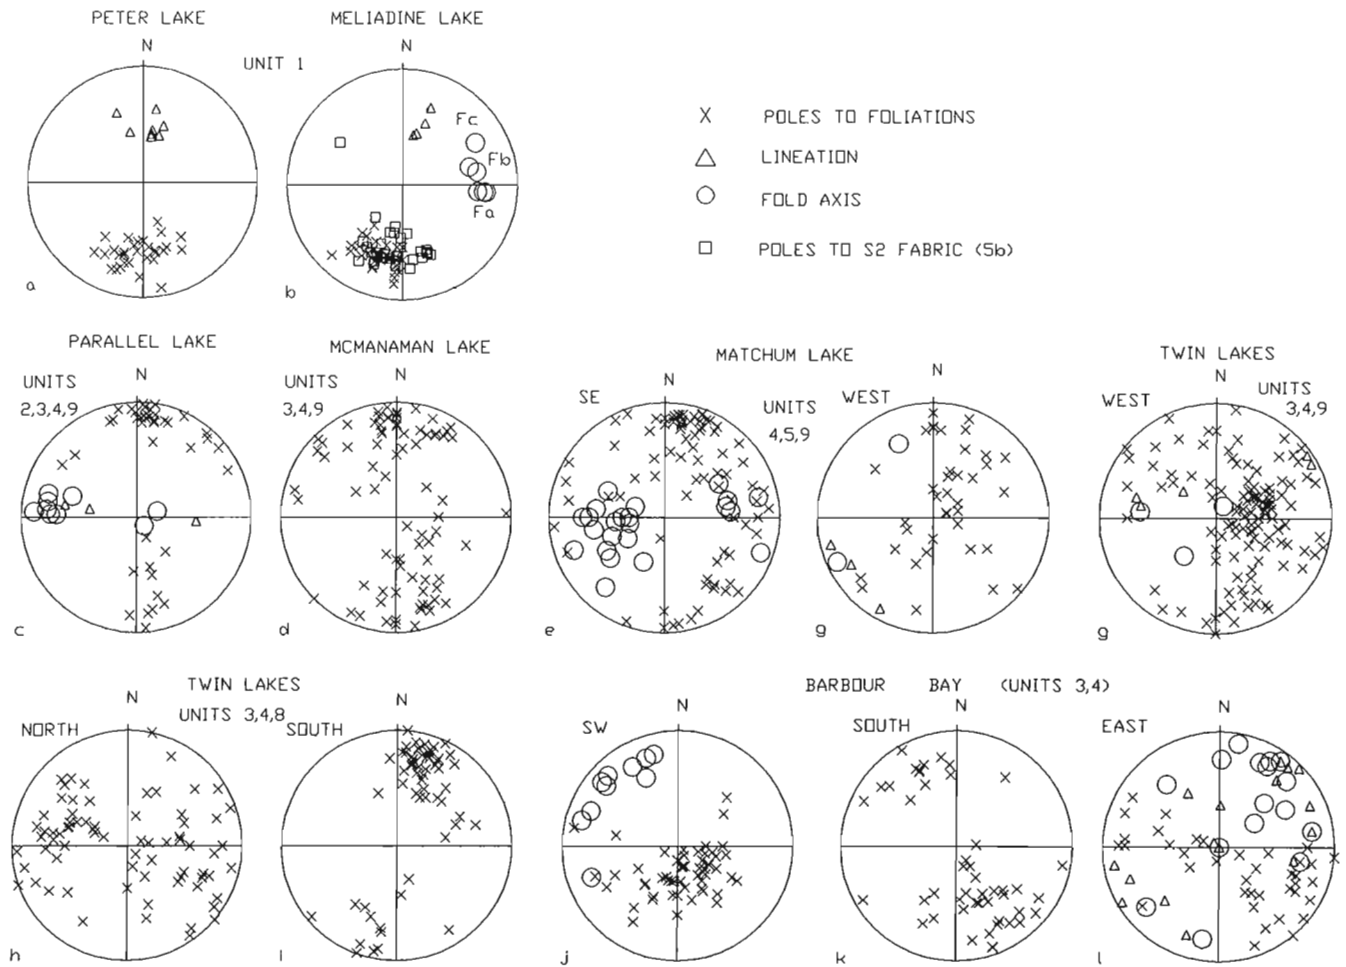 PETER LAKE
MELIADINE LAKE
N
N
UNIT 1
Fc
Fb
Fa
a
b
X POLES TO FOLIATIONS
LINEATION
FOLD AXIS
POLES TO S2 FABRIC (5b)
PARALLEL LAKE
MCMANAMAN LAKE
MATCHUM LAKE
TWIN LAKES
UNITS
2,3,4,9
N
UNITS
3,4,9
N
SE
N
UNITS
4,5,9
WEST
N
WEST
N
UNITS
3,4,9
c
d
e
g
g
TWIN LAKES
UNITS 3,4,8
BARBOUR BAY (UNITS 3,4)
NORTH
N
SOUTH
N
SW
N
SOUTH
N
EAST
N
h
i
j
k
l